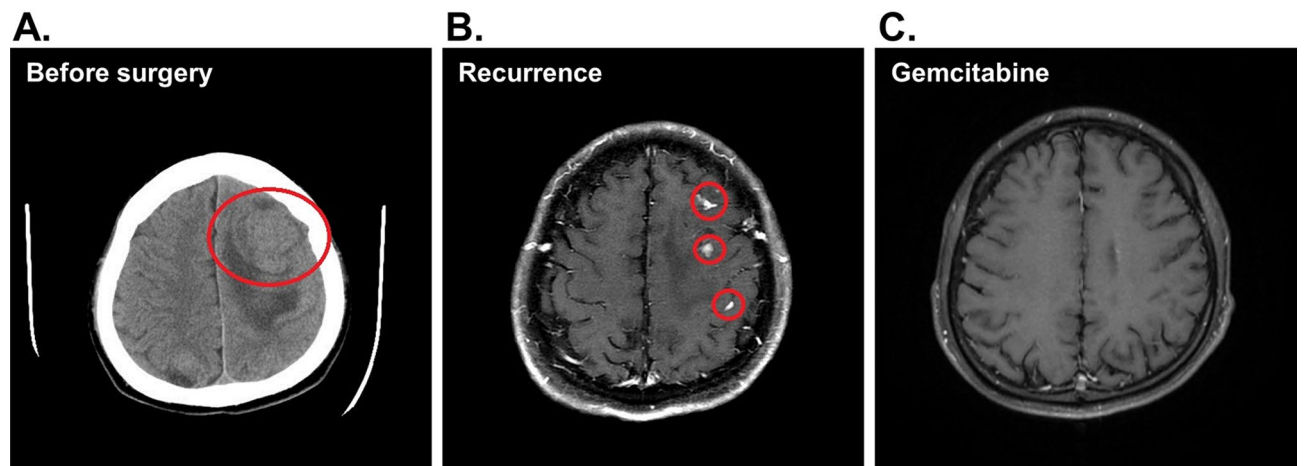 A.
Before surgery
B.
Recurrence
C.
Gemcitabine